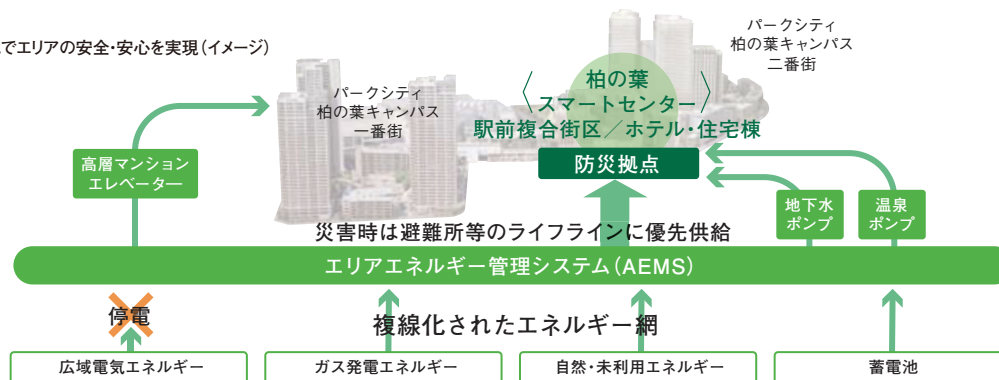 でエリアの安全・安心を実現(イメージ)
パークシティ
柏の葉キャンパス
二番街
パークシティ
柏の葉キャンパス
一番街
柏の葉
スマートセンター
駅前複合街区/ホテル・住宅棟
防災拠点
高層マンション
エレベーター
地下水
ポンプ
温泉
ポンプ
災害時は避難所等のライフラインに優先供給
エリアエネルギー管理システム(AEMS)
停電
複線化されたエネルギー網
広域電気エネルギー
ガス発電エネルギー
自然・未利用エネルギー
蓄電池